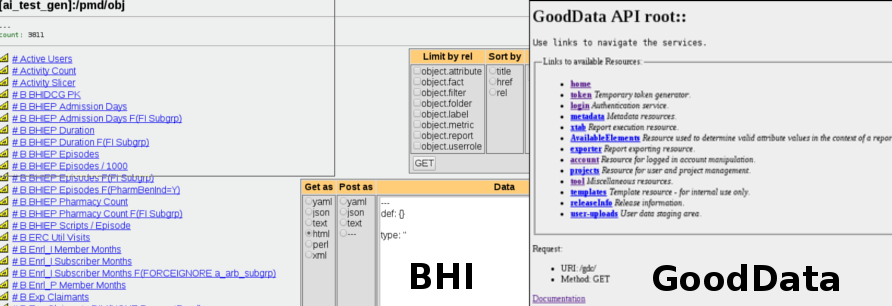 [ai_test_gen]:/pmd/obj
---
count: 3811
# Active Users
# Activity Count
# Activity Slicer
# B BHIDCG PK
# B BHIEP Admission Days
# B BHIEP Admission Days F(FI Subgrp)
# B BHIEP Duration
# B BHIEP Duration F(FI Subgrp)
# B BHIEP Episodes
# B BHIEP Episodes / 1000
# B BHIEP Episodes F(FI Subgrp)
# B BHIEP Episodes F(PharmBenInd=Y)
# B BHIEP Pharmacy Count
# B BHIEP Pharmacy Count F(FI Subgrp)
# B BHIEP Scripts / Episode
# B ERC Util Visits
# B Enrl_I Member Months
# B Enrl_I Subscriber Months
# B Enrl_I Subscriber Months F(FORCEIGNORE a_arb_subgrp)
# B Enrl_P Member Months
# B Exp Claimants
Limit by rel Sort by
object.attribute title
object.fact href
object.filter rel
object.folder
object.label
object.metric
object.report
object.userrole
GET
Get as Post as Data
yaml yaml ---
json json def: {}
text text
html --- type: ''
perl
xml
BHI
GoodData API root::
Use links to navigate the services.
Links to available Resources:
home
token Temporary token generator.
login Authentication service.
metadata Metadata resources.
xtab Report execution resource.
AvailableElements Resource used to determine valid attribute values in the context of a repor
exporter Report exporting resource.
account Resource for logged in account manipulation.
projects Resource for user and project management.
tool Miscellaneous resources.
templates Template resource - for internal use only.
releaseInfo Release information.
user-uploads User data staging area.
Request:
URI: /gdc/
Method: GET
Documentation
GoodData